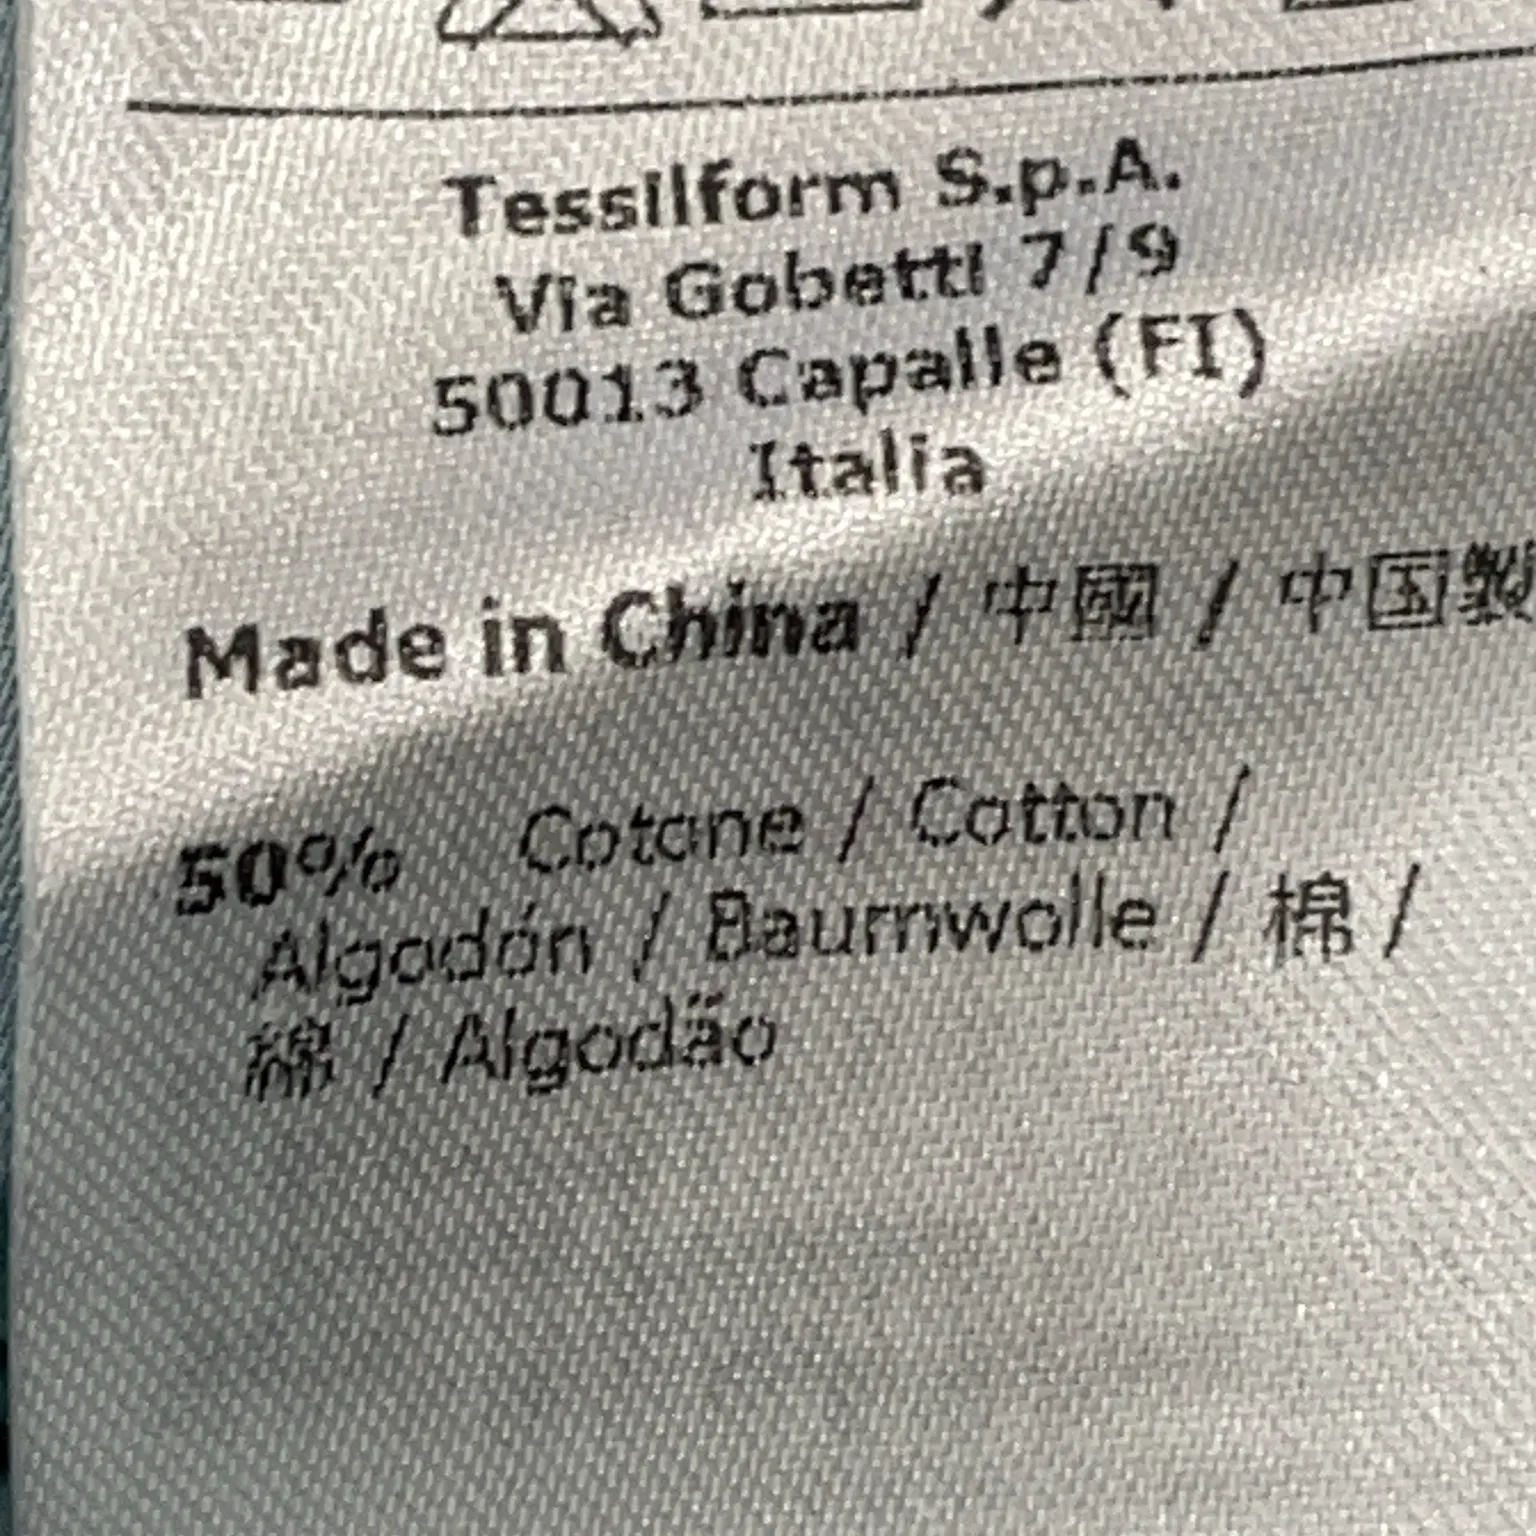 Tessilform S.p.A.
Via Gobetti 7/9
50013 Capalle (FI)
Italia
Made in China / 中國 / 中国製
50% Cotone / Cotton /
Algodón / Baumwolle / 棉 /
綿 / Algodão